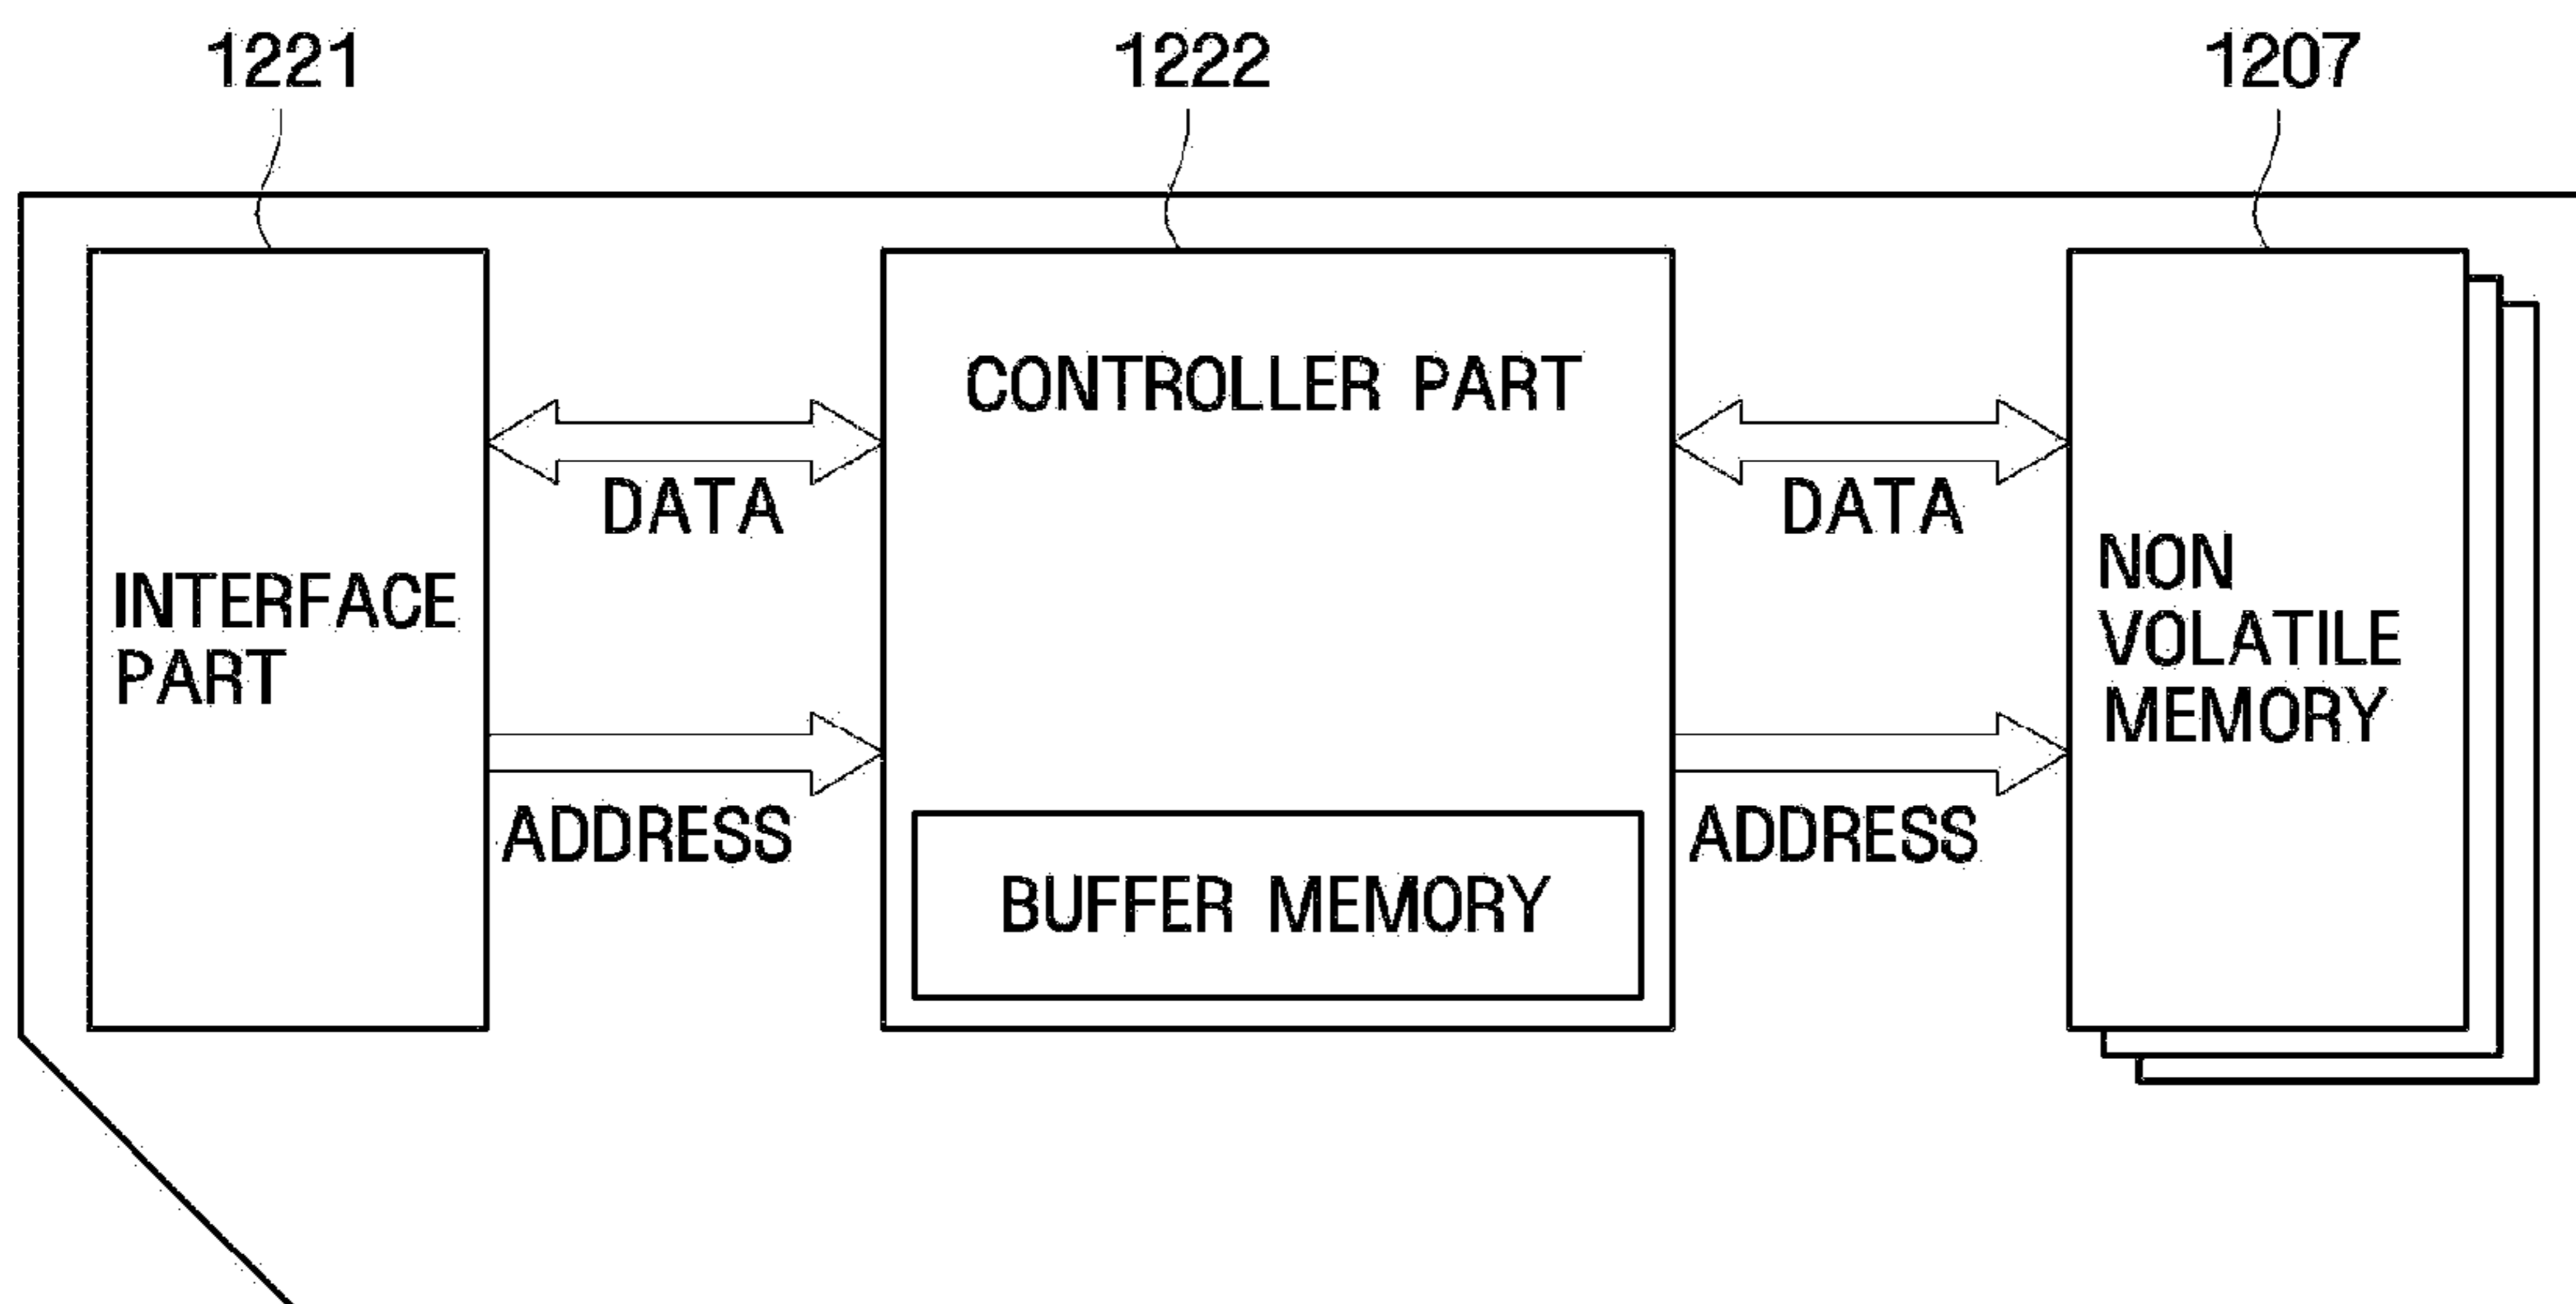 1221
1222
1207
INTERFACE
PART
DATA
ADDRESS
CONTROLLER PART
BUFFER MEMORY
DATA
ADDRESS
NON
VOLATILE
MEMORY